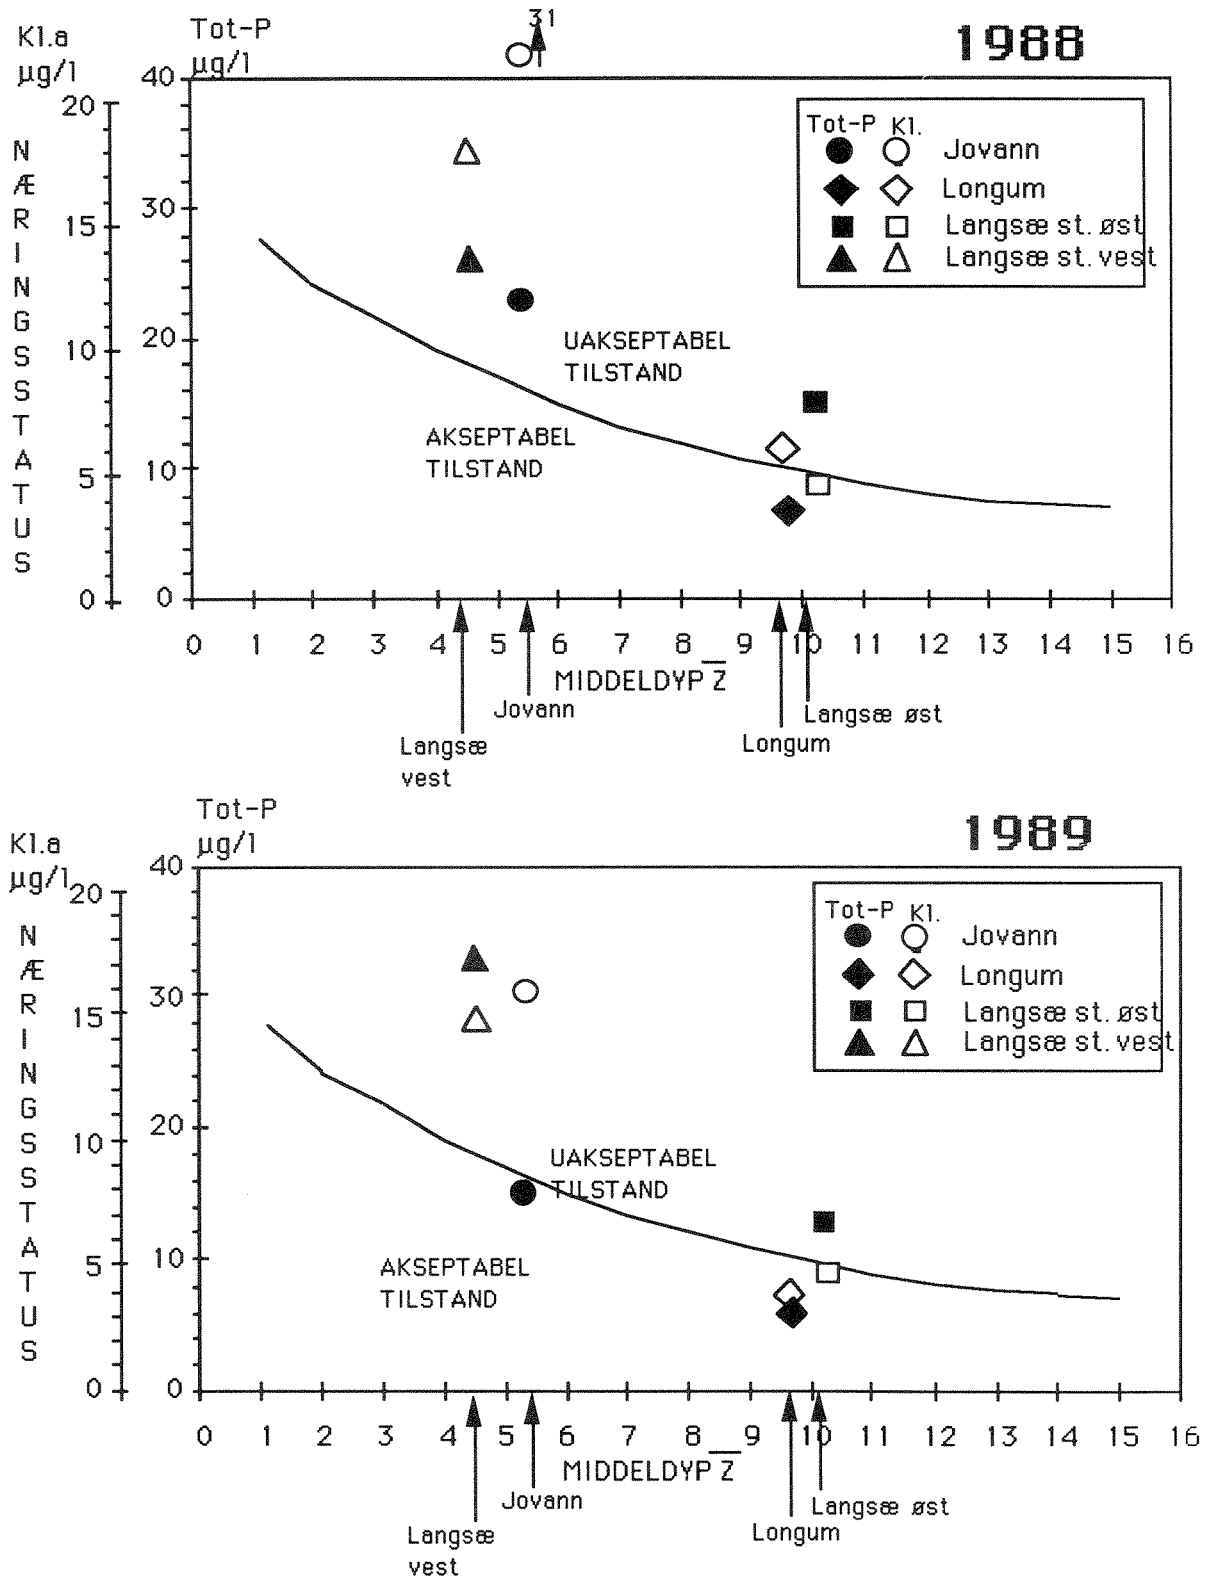 31
1988
Kl.a
µg/l
Tot-P
µg/l
40
30
20
10
0
20
15
10
5
0
NÆRINGSSTATUS
Tot-P Kl.
Jovann
Longum
Langsæ st. øst
Langsæ st. vest
UAKSEPTABEL
TILSTAND
AKSEPTABEL
TILSTAND
0 1 2 3 4 5 6 7 8 9 10 11 12 13 14 15 16
MIDDELDYP Z̅
Jovann
Langsæ øst
Langsæ
vest
Longum
Tot-P
µg/l
1989
Kl.a
µg/l
40
30
20
10
0
20
15
10
5
0
NÆRINGSSTATUS
Tot-P Kl.
Jovann
Longum
Langsæ st. øst
Langsæ st. vest
UAKSEPTABEL
TILSTAND
AKSEPTABEL
TILSTAND
0 1 2 3 4 5 6 7 8 9 10 11 12 13 14 15 16
MIDDELDYP Z̅
Jovann
Langsæ øst
Longum
Langsæ
vest